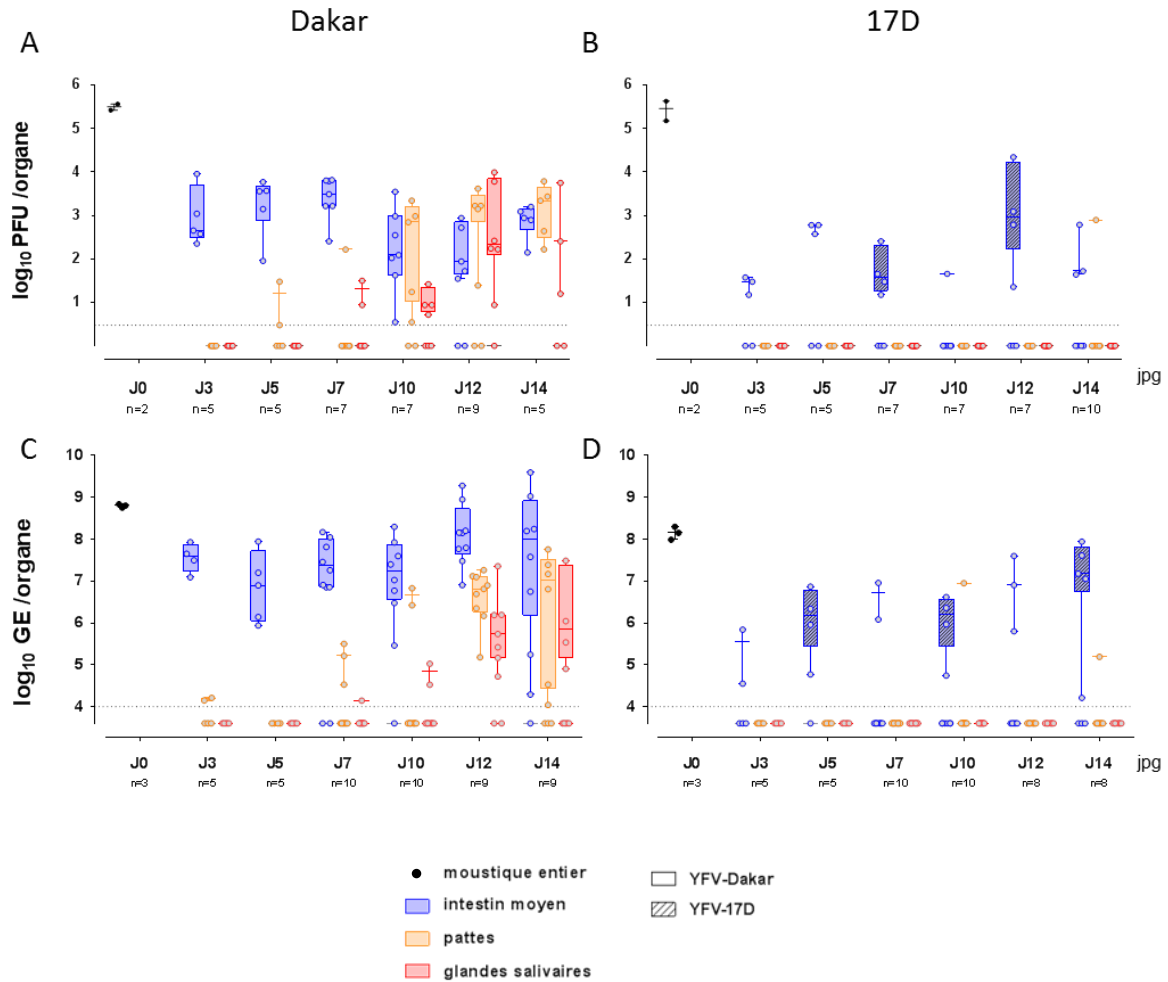 Dakar 17D
A B
log₁₀ PFU /organe
6 5 4 3 2 1
J0 J3 J5 J7 J10 J12 J14
n=2 n=5 n=5 n=7 n=7 n=9 n=5
6 5 4 3 2 1
J0 J3 J5 J7 J10 J12 J14 jpg
n=2 n=5 n=5 n=7 n=7 n=7 n=10
C D
log₁₀ GE /organe
10 9 8 7 6 5 4
J0 J3 J5 J7 J10 J12 J14
n=3 n=5 n=5 n=10 n=10 n=9 n=9
10 9 8 7 6 5 4
J0 J3 J5 J7 J10 J12 J14 jpg
n=3 n=5 n=5 n=10 n=10 n=8 n=8
moustique entier
intestin moyen
pattes
glandes salivaires
YFV-Dakar
YFV-17D